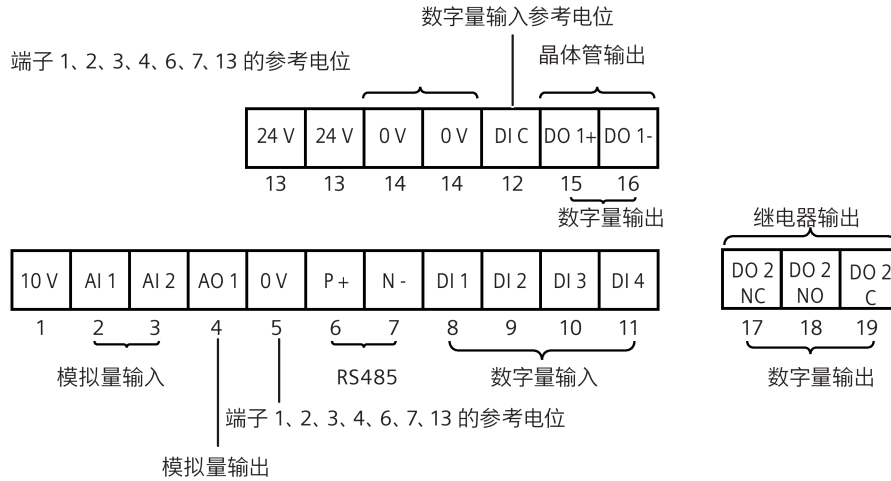 数字量输入参考电位
端子 1、2、3、4、6、7、13 的参考电位
晶体管输出
24 V 24 V 0 V 0 V DI C DO 1+ DO 1-
13 13 14 14 12 15 16
数字量输出
继电器输出
10 V AI 1 AI 2 AO 1 0 V P + N - DI 1 DI 2 DI 3 DI 4
DO 2 NC DO 2 NO DO 2 C
1 2 3 4 5 6 7 8 9 10 11 17 18 19
模拟量输入 RS485 数字量输入 数字量输出
端子 1、2、3、4、6、7、13 的参考电位
模拟量输出